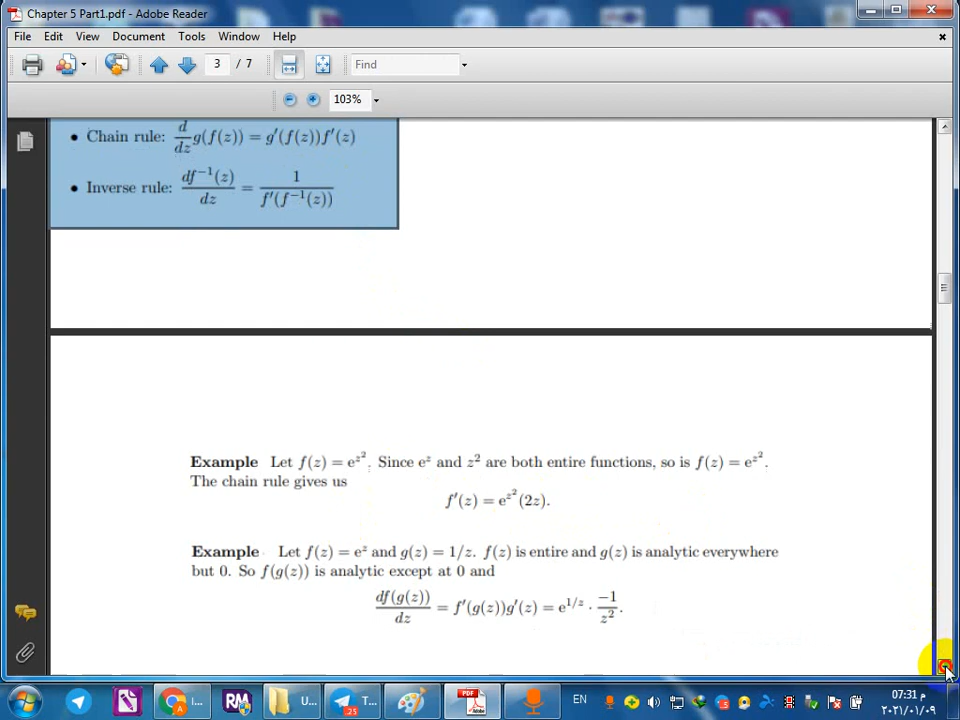 Chapter 5 Part1.pdf - Adobe Reader
File Edit View Document Tools Window Help
3 / 7 Find
103%
• Chain rule: d/dz g(f(z)) = g′(f(z))f′(z)
• Inverse rule: df⁻¹(z)/dz = 1/f′(f⁻¹(z))
Example Let f(z) = e^{z²}. Since e^z and z² are both entire functions, so is f(z) = e^{z²}.
The chain rule gives us
f′(z) = e^{z²}(2z).
Example Let f(z) = e^z and g(z) = 1/z. f(z) is entire and g(z) is analytic everywhere
but 0. So f(g(z)) is analytic except at 0 and
df(g(z))/dz = f′(g(z))g′(z) = e^{1/z} · −1/z².
I... U... 25 T... PDF EN
07:31 م
٢٠٢١/٠١/٠٩